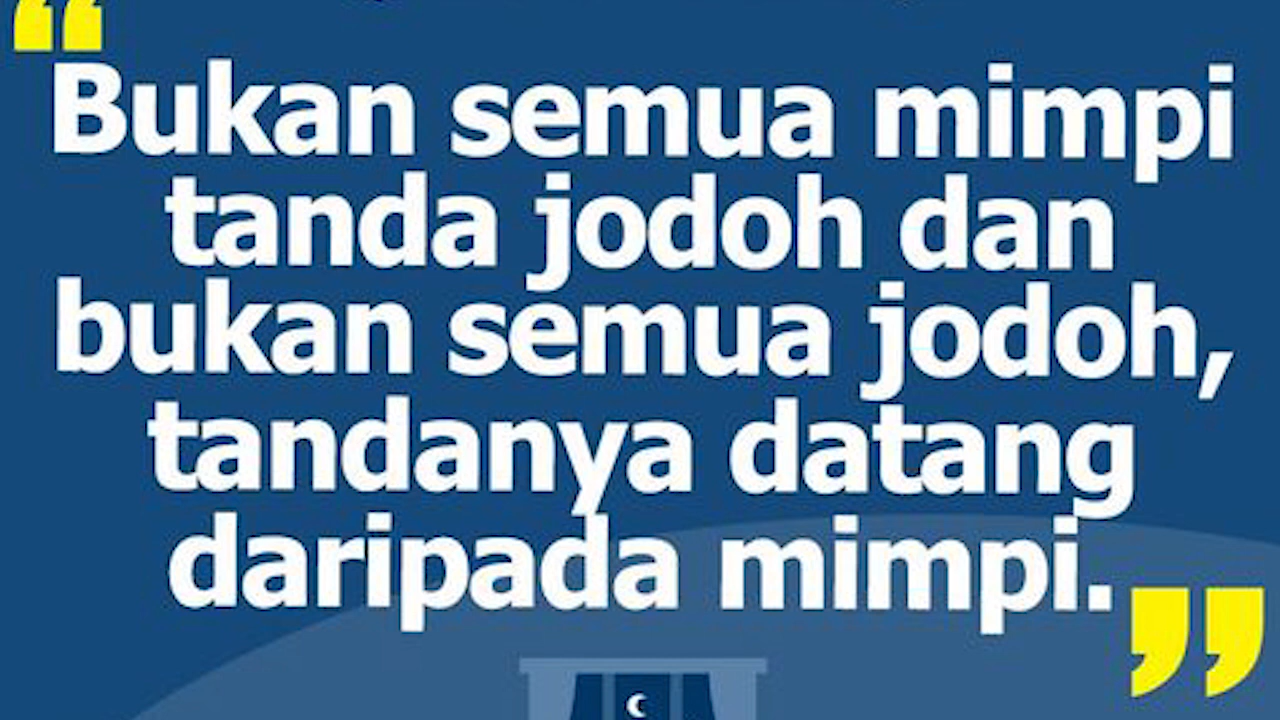 “Bukan semua mimpi
tanda jodoh dan
bukan semua jodoh,
tandanya datang
daripada mimpi.”